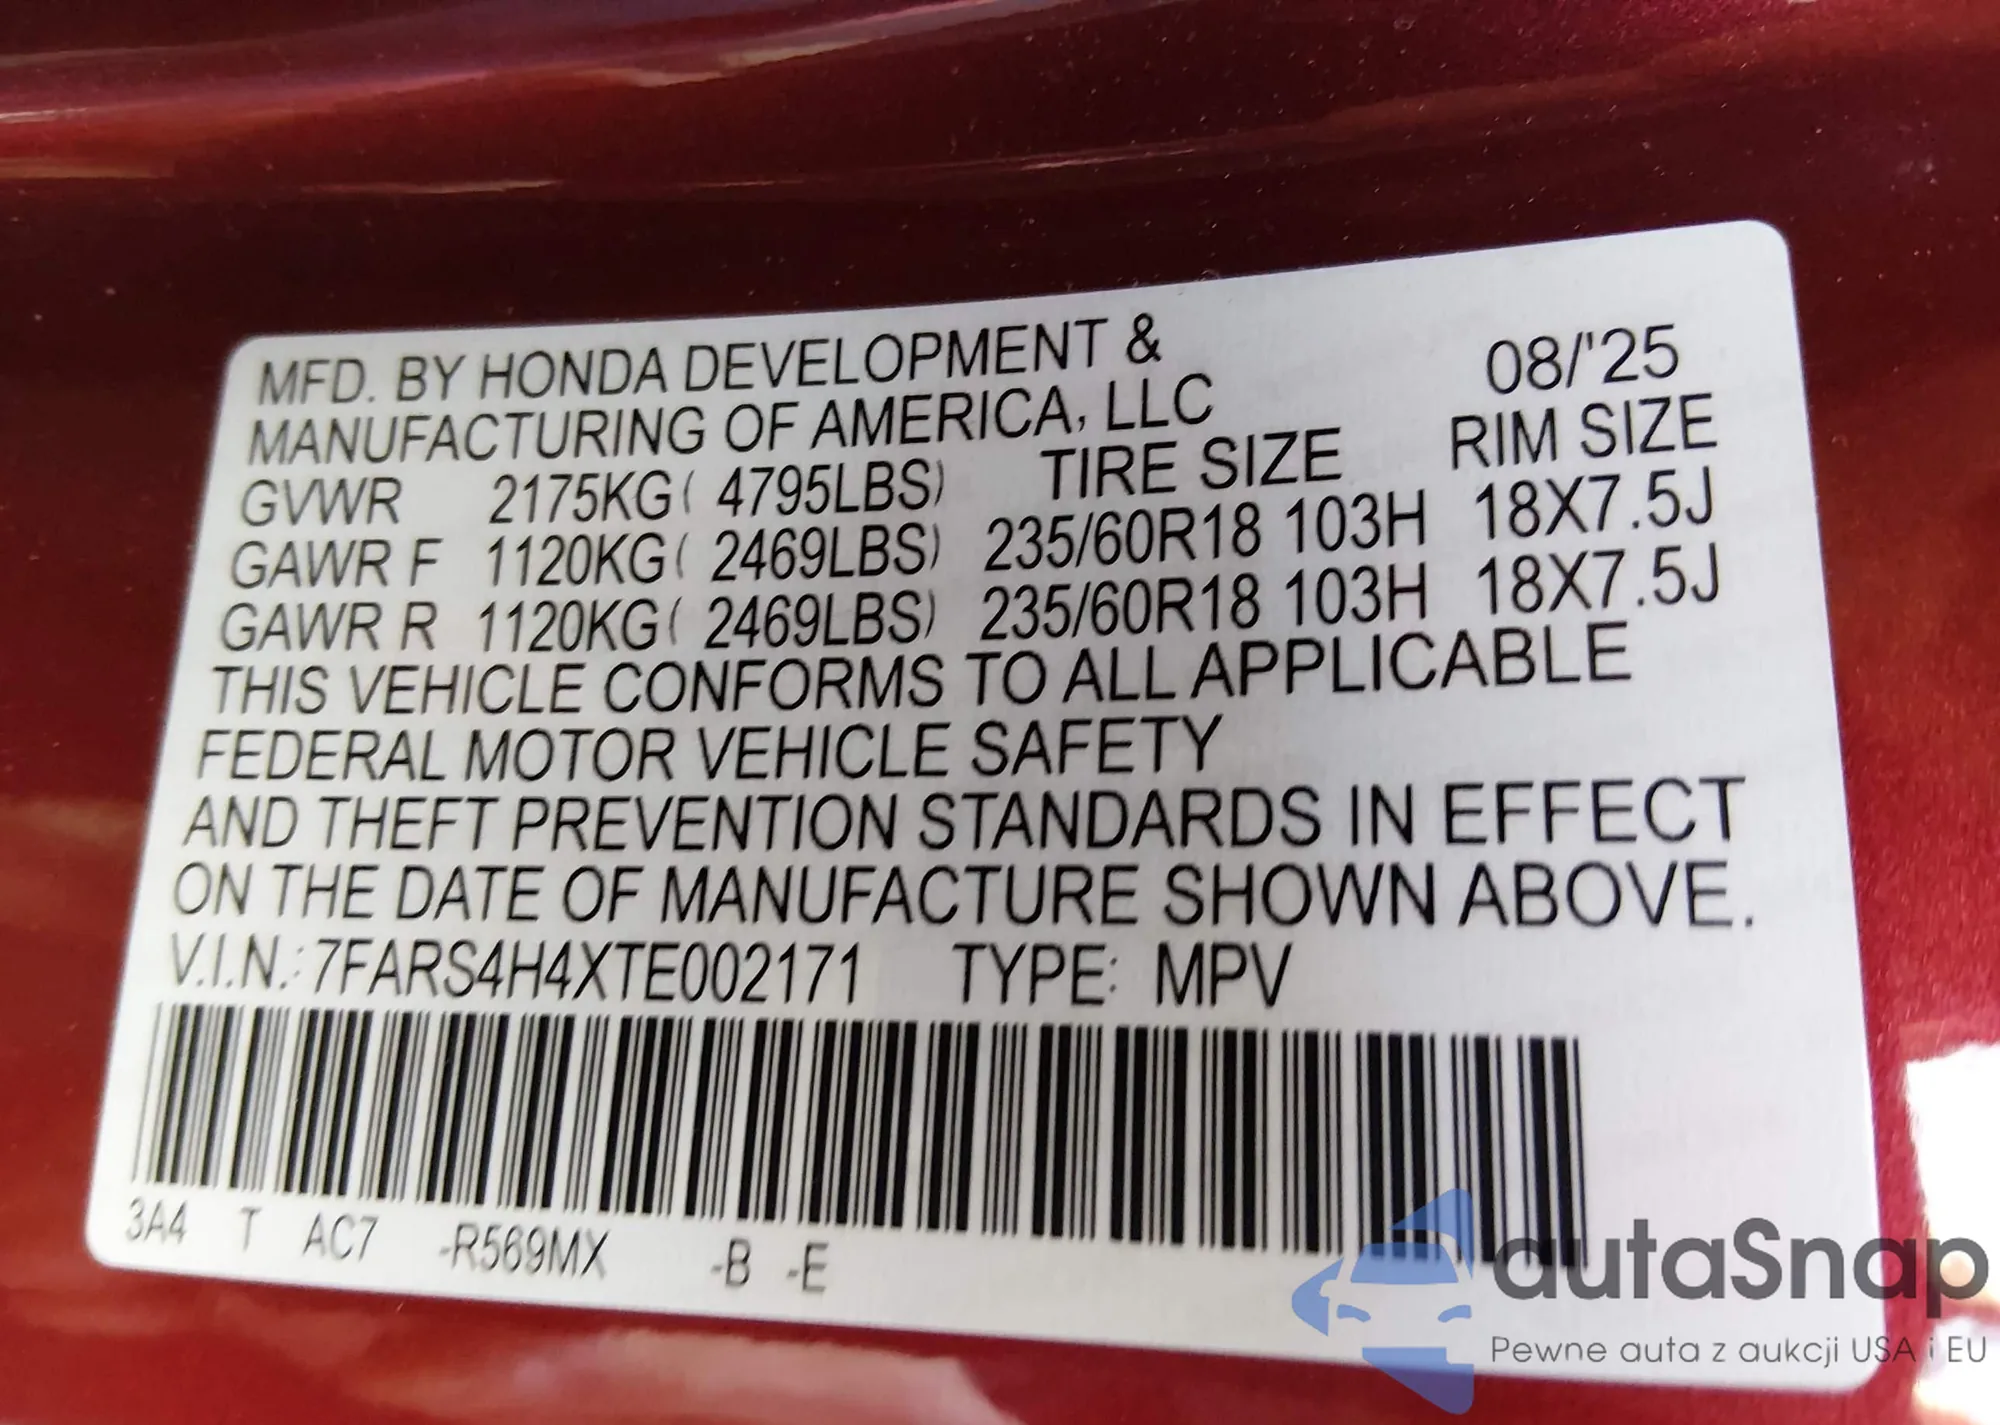 MFD. BY HONDA DEVELOPMENT &
MANUFACTURING OF AMERICA, LLC 08/'25
GVWR 2175KG( 4795LBS) TIRE SIZE RIM SIZE
GAWR F 1120KG( 2469LBS) 235/60R18 103H 18X7.5J
GAWR R 1120KG( 2469LBS) 235/60R18 103H 18X7.5J
THIS VEHICLE CONFORMS TO ALL APPLICABLE
FEDERAL MOTOR VEHICLE SAFETY
AND THEFT PREVENTION STANDARDS IN EFFECT
ON THE DATE OF MANUFACTURE SHOWN ABOVE.
V.I.N.: 7FARS4H4XTE002171 TYPE: MPV
3A4 T AC7 -R569MX -B -E
autaSnap
Pewne auta z aukcji USA i EU